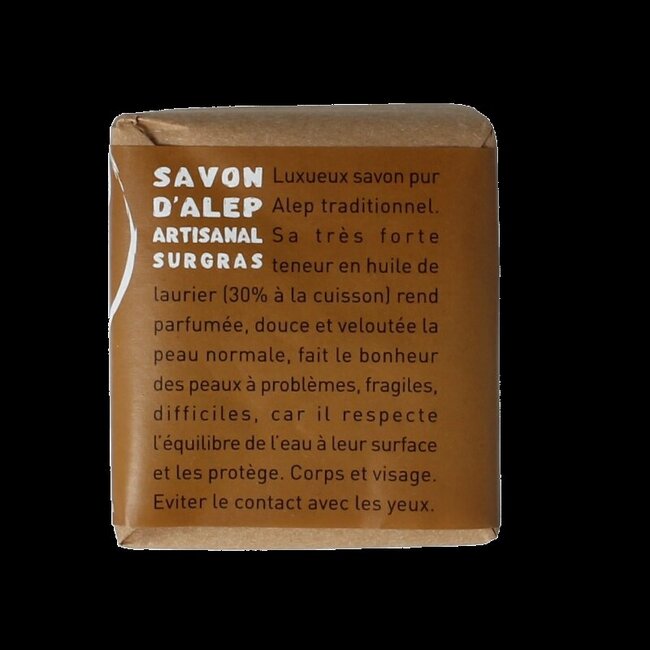 SAVON
D'ALEP
ARTISANAL
SURGRAS
Luxueux savon pur
Alep traditionnel.
Sa très forte
teneur en huile de
laurier (30% à la cuisson) rend
parfumée, douce et veloutée la
peau normale, fait le bonheur
des peaux à problèmes, fragiles,
difficiles, car il respecte
l'équilibre de l'eau à leur surface
et les protège. Corps et visage.
Eviter le contact avec les yeux.